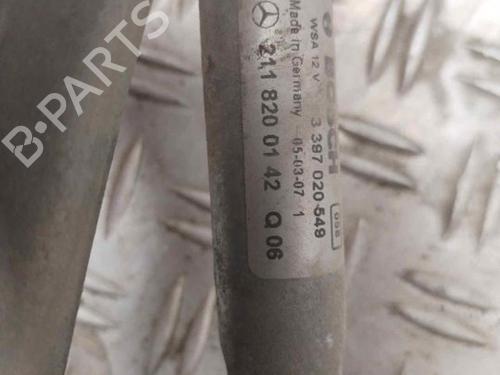 BOSCH
WSA 12 V 3 397 020 549
Made in Germany 05-03-07 1
211 820 01 42 Q 06
B-PARTS